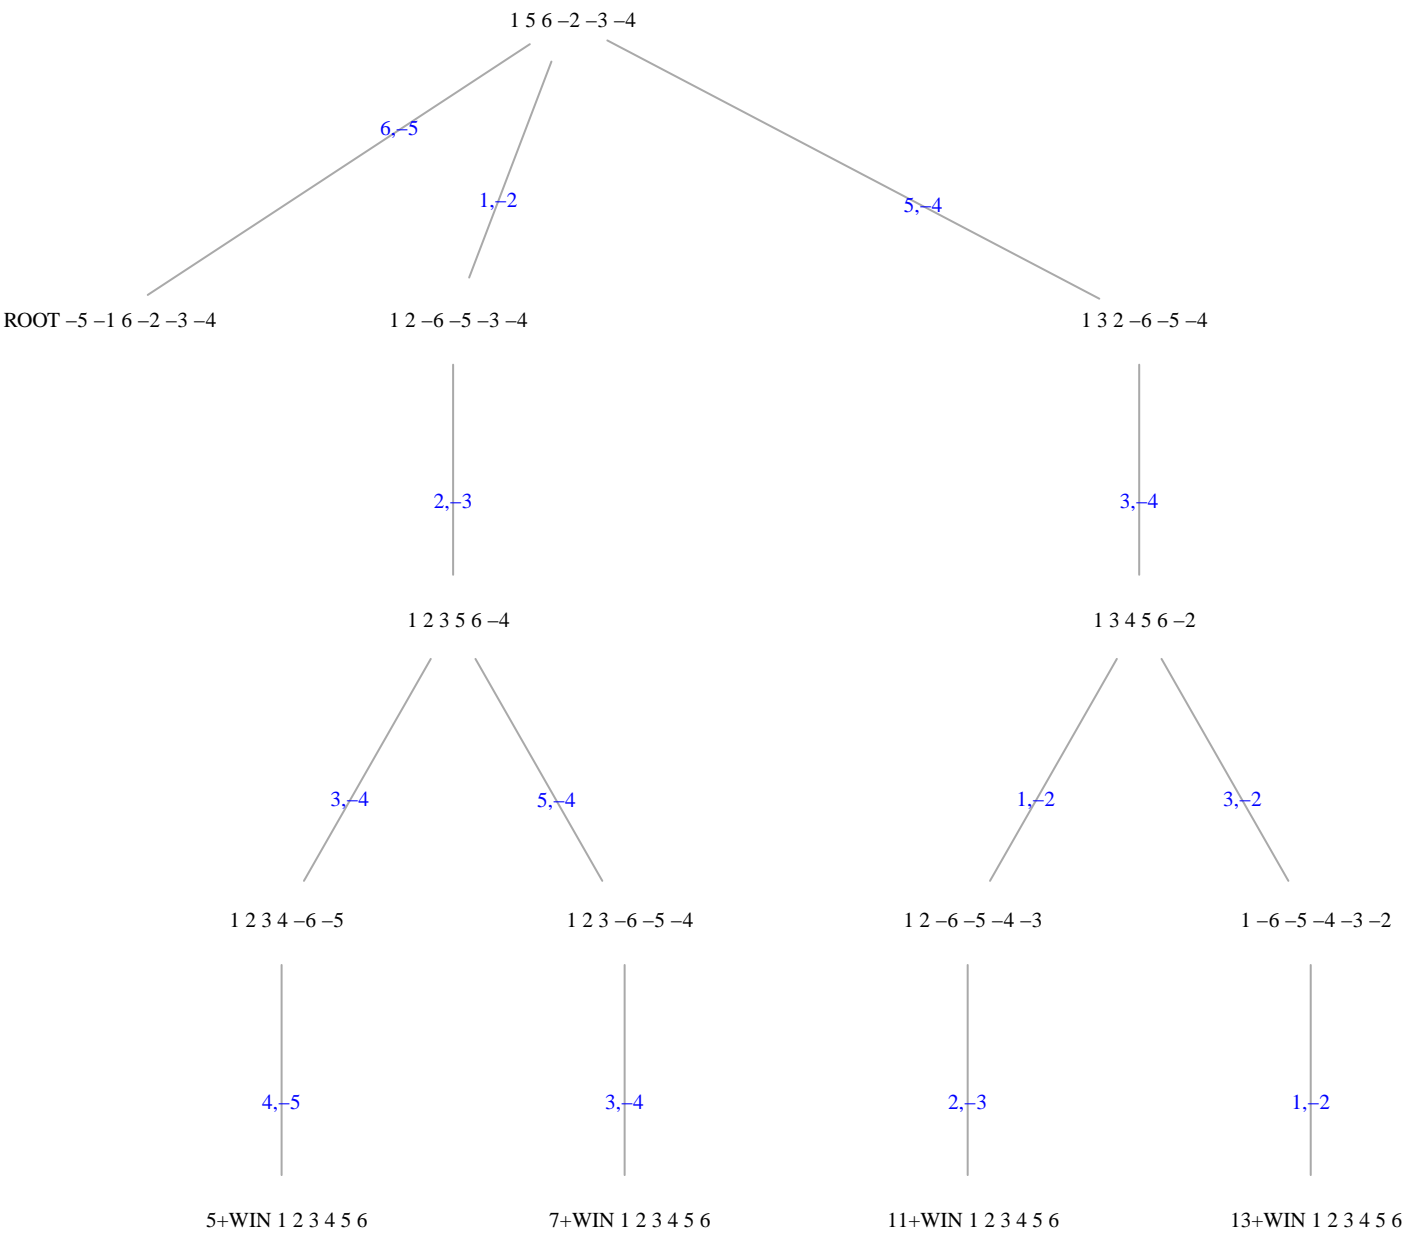 1 5 6 –2 –3 –4
6,–5
1,–2
5,–4
ROOT –5 –1 6 –2 –3 –4
1 2 –6 –5 –3 –4
1 3 2 –6 –5 –4
2,–3
3,–4
1 2 3 5 6 –4
1 3 4 5 6 –2
3,–4
5,–4
1,–2
3,–2
1 2 3 4 –6 –5
1 2 3 –6 –5 –4
1 2 –6 –5 –4 –3
1 –6 –5 –4 –3 –2
4,–5
3,–4
2,–3
1,–2
5+WIN 1 2 3 4 5 6
7+WIN 1 2 3 4 5 6
11+WIN 1 2 3 4 5 6
13+WIN 1 2 3 4 5 6